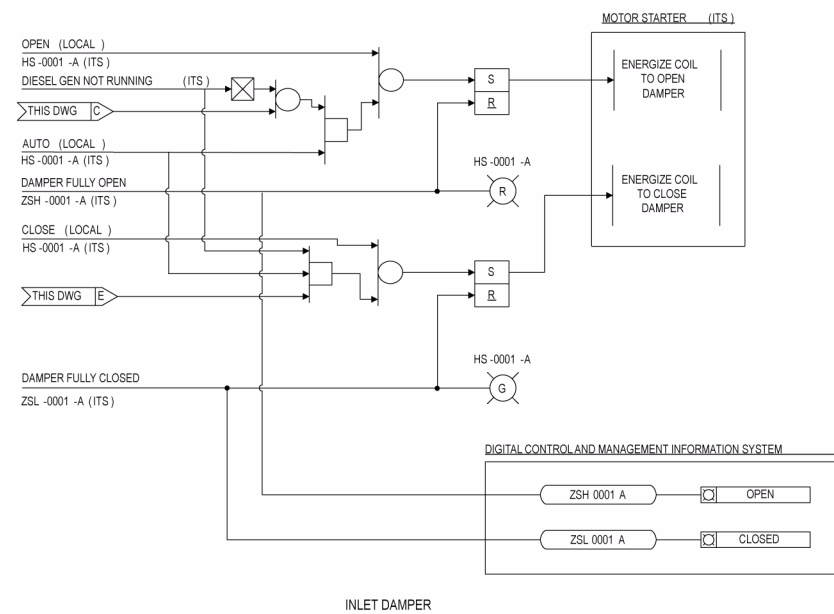 MOTOR STARTER (ITS )
OPEN (LOCAL )
HS -0001 -A (ITS )
DIESEL GEN NOT RUNNING (ITS )
THIS DWG C
AUTO (LOCAL )
HS -0001 -A (ITS )
DAMPER FULLY OPEN
ZSH -0001 -A (ITS )
CLOSE (LOCAL )
HS -0001 -A (ITS )
THIS DWG E
DAMPER FULLY CLOSED
ZSL -0001 -A (ITS )
S
R
HS -0001 -A
R
S
R
HS -0001 -A
G
ENERGIZE COIL
TO OPEN
DAMPER
ENERGIZE COIL
TO CLOSE
DAMPER
DIGITAL CONTROL AND MANAGEMENT INFORMATION SYSTEM
ZSH 0001 A
OPEN
ZSL 0001 A
CLOSED
INLET DAMPER